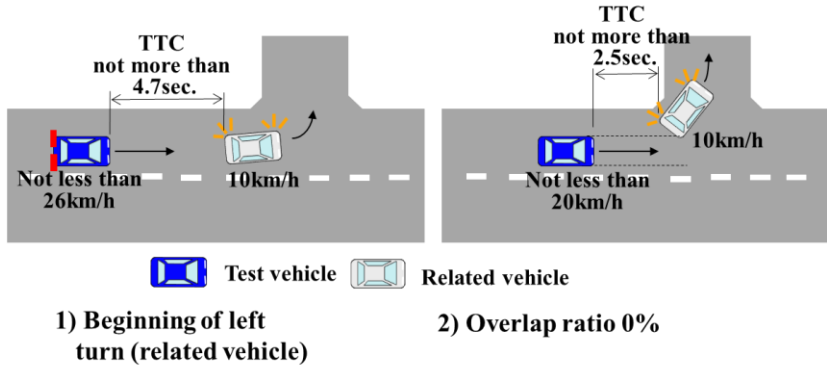 TTC
not more than
4.7sec.
Not less than
26km/h
10km/h
TTC
not more than
2.5sec.
10km/h
Not less than
20km/h
Test vehicle
Related vehicle
1) Beginning of left
turn (related vehicle)
2) Overlap ratio 0%